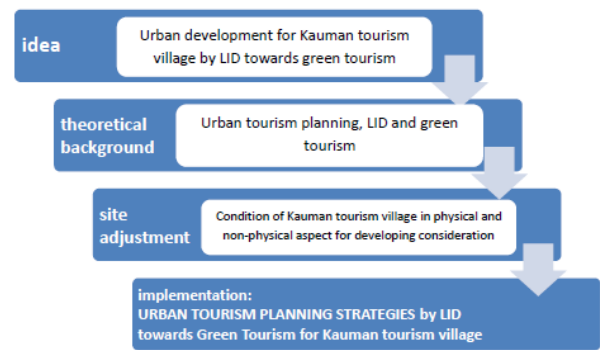 idea
Urban development for Kauman tourism
village by LID towards green tourism
theoretical
background
Urban tourism planning, LID and green
tourism
site
adjustment
Condition of Kauman tourism village in physical and
non-physical aspect for developing consideration
implementation:
URBAN TOURISM PLANNING STRATEGIES by LID
towards Green Tourism for Kauman tourism village